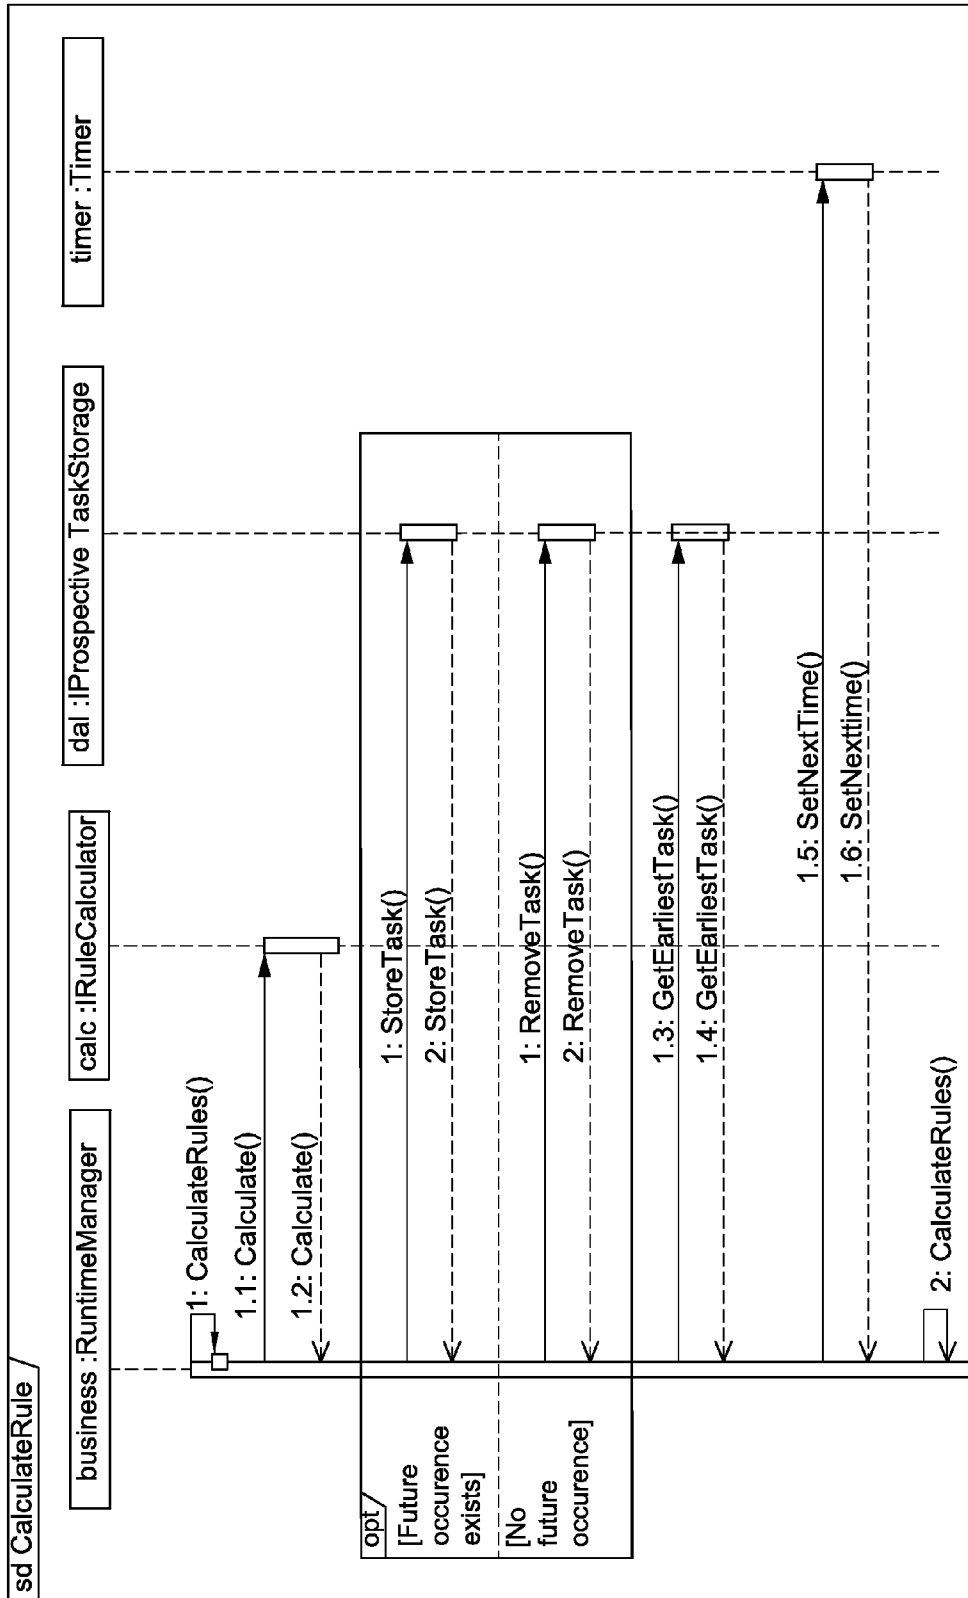 sd CalculateRule
business :RuntimeManager
calc :IRuleCalculator
dal :IProspective TaskStorage
timer :Timer
1: CalculateRules()
1.1: Calculate()
1.2: Calculate()
opt
[Future
occurence
exists]
1: StoreTask()
2: StoreTask()
[No
future
occurence]
1: RemoveTask()
2: RemoveTask()
1.3: GetEarliestTask()
1.4: GetEarliestTask()
1.5: SetNextTime()
1.6: SetNexttime()
2: CalculateRules()